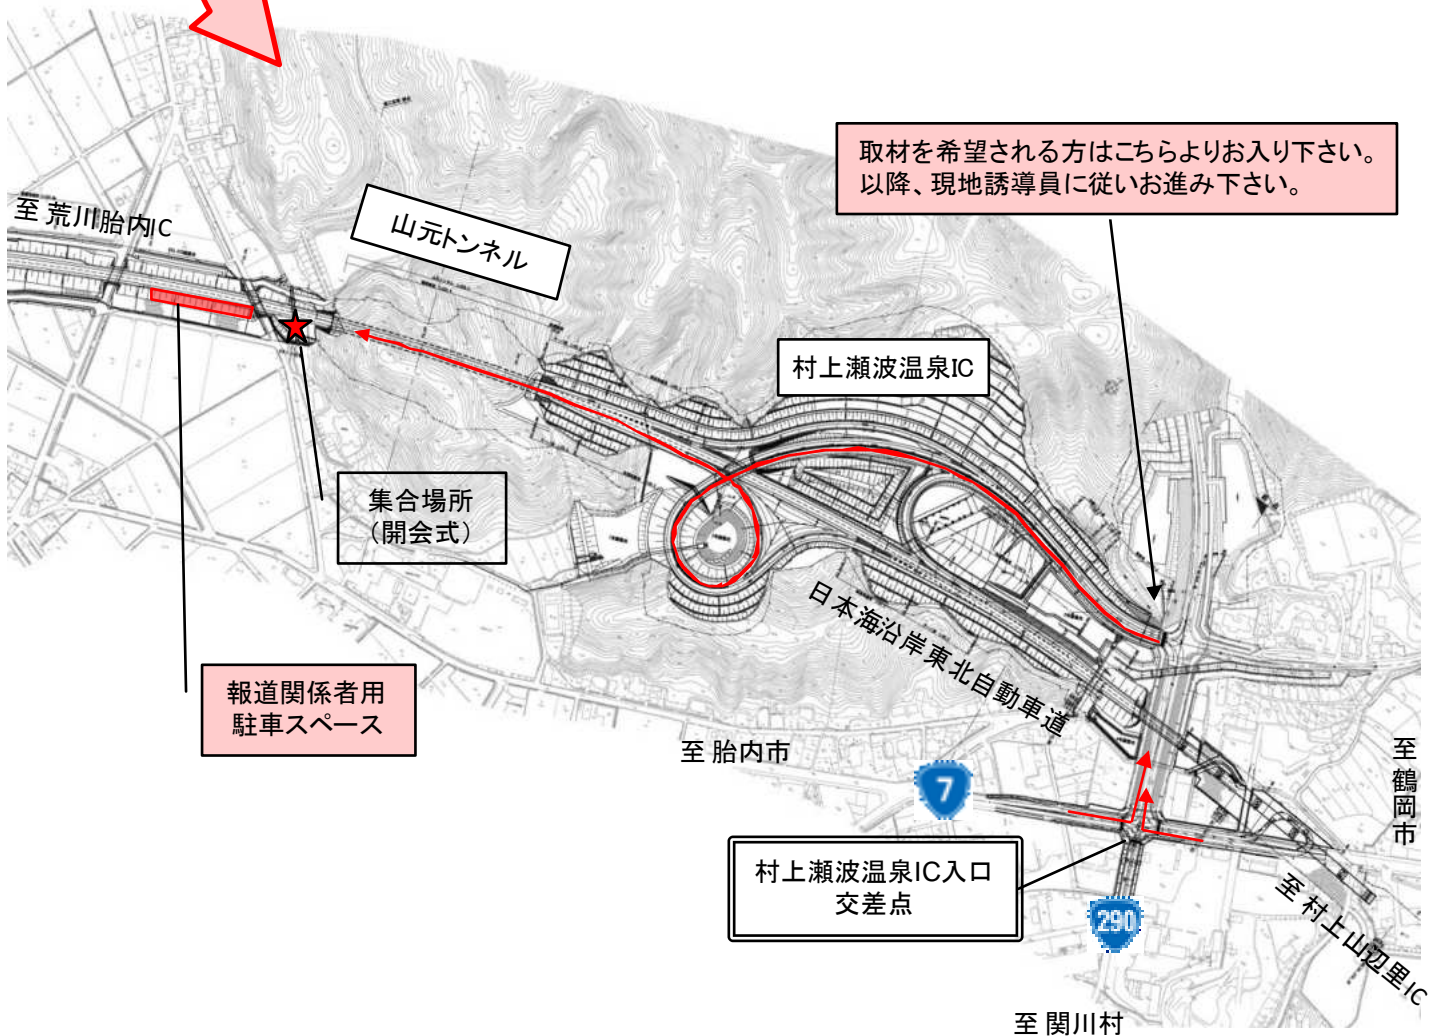 取材を希望される方はこちらよりお入り下さい。
以降、現地誘導員に従いお進み下さい。
至 荒川胎内IC
山元トンネル
村上瀬波温泉IC
集合場所
（開会式）
日本海沿岸東北自動車道
報道関係者用
駐車スペース
至 胎内市
至 鶴岡市
7
村上瀬波温泉IC入口
交差点
290
至 村上山辺里IC
至 関川村